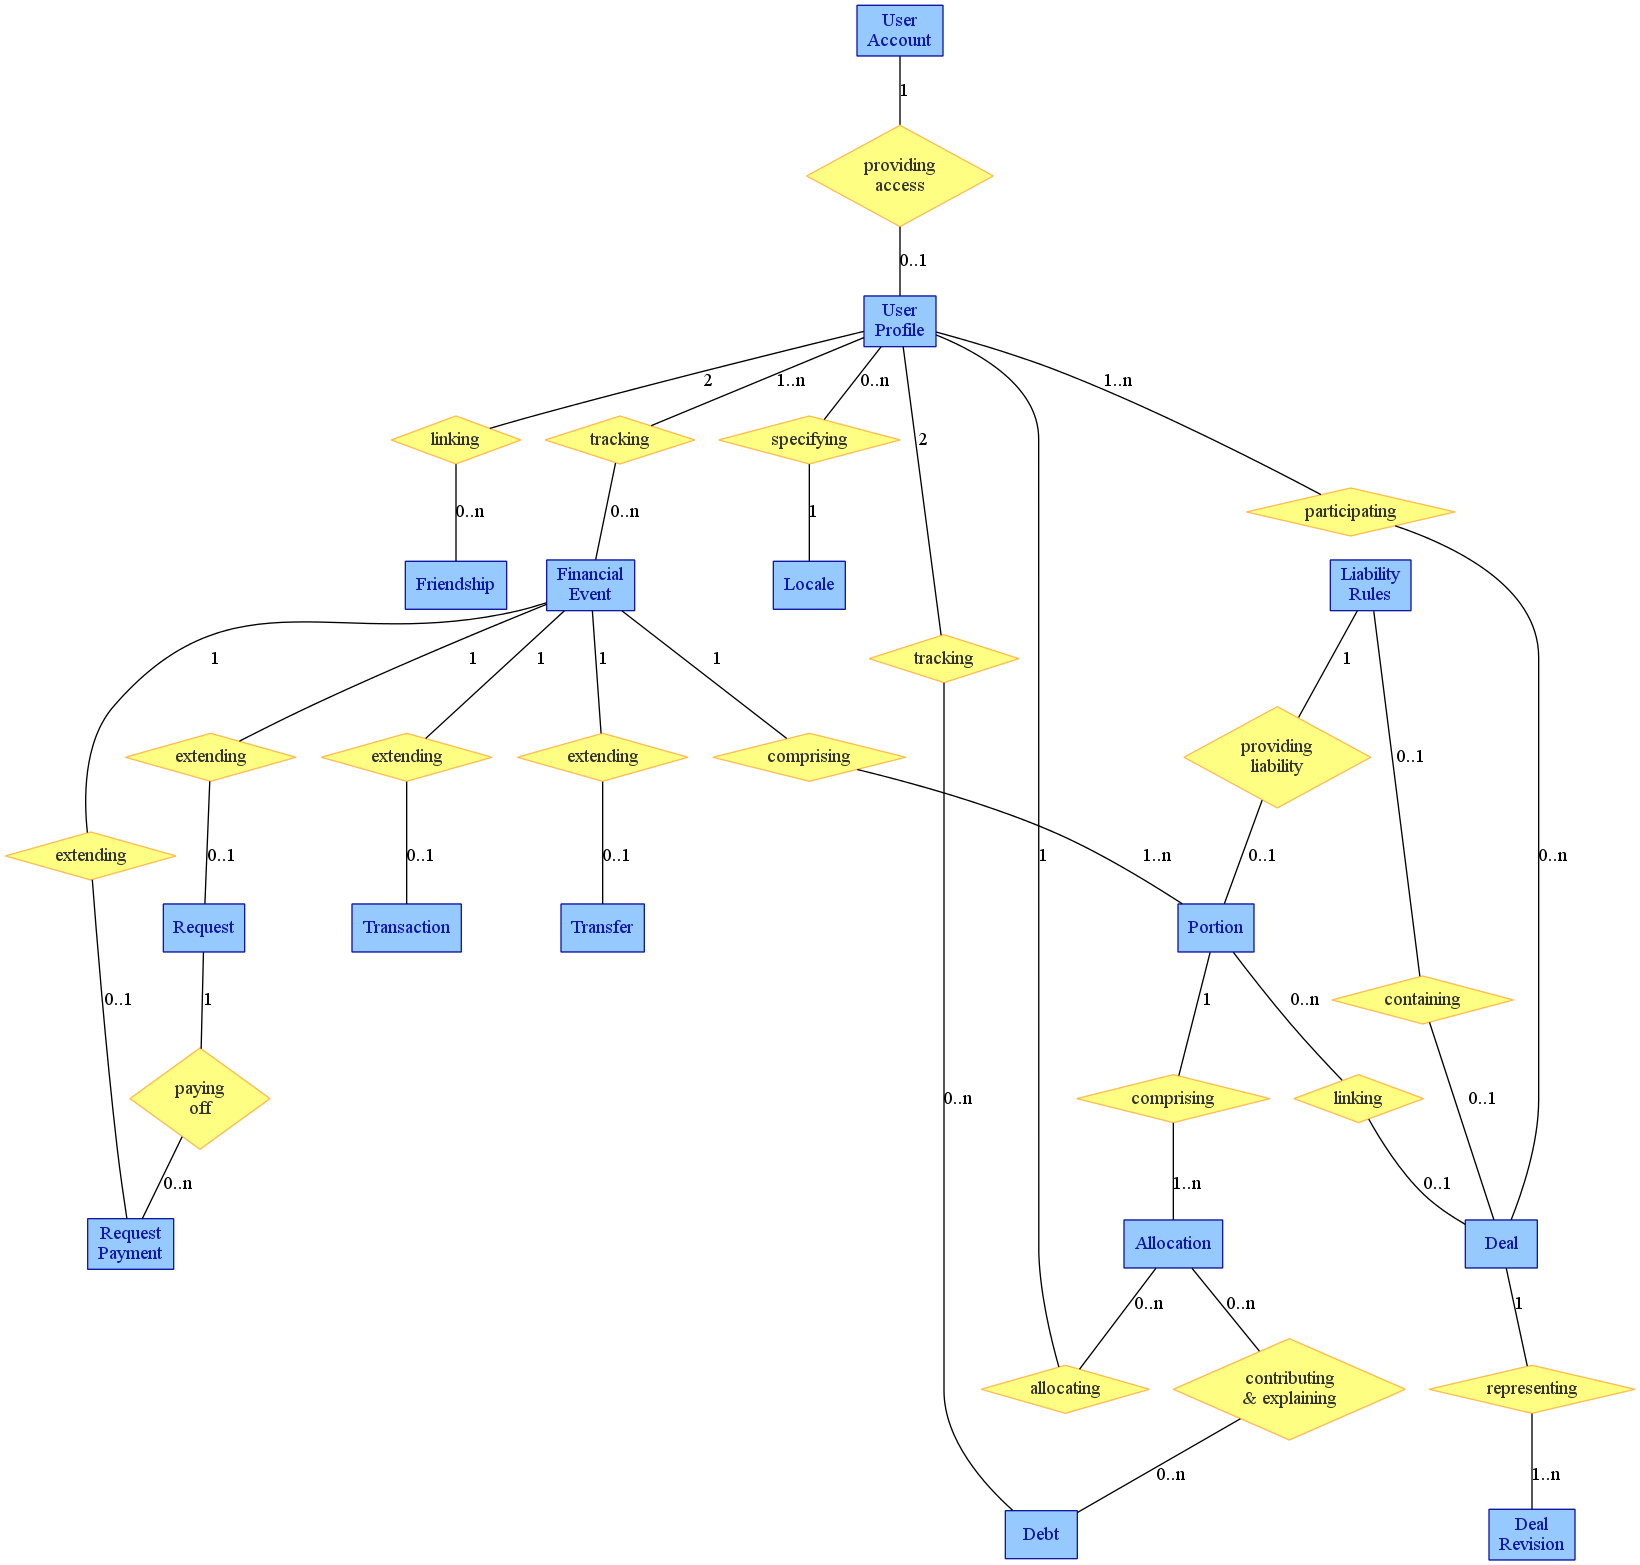 User
Account
1
providing
access
0..1
User
Profile
2
1..n
0..n
1..n
linking
tracking
specifying
2
participating
0..n
0..n
1
Friendship
Financial
Event
Locale
Liability
Rules
1
1
1
1
1
tracking
1
extending
extending
extending
comprising
providing
liability
0..1
extending
0..1
0..1
0..1
1
1..n
0..1
0..n
Request
Transaction
Transfer
Portion
0..1
1
1
0..n
containing
paying
off
0..n
comprising
linking
0..1
0..n
1..n
0..1
Request
Payment
Allocation
Deal
0..n
0..n
1
allocating
contributing
& explaining
representing
0..n
1..n
Debt
Deal
Revision